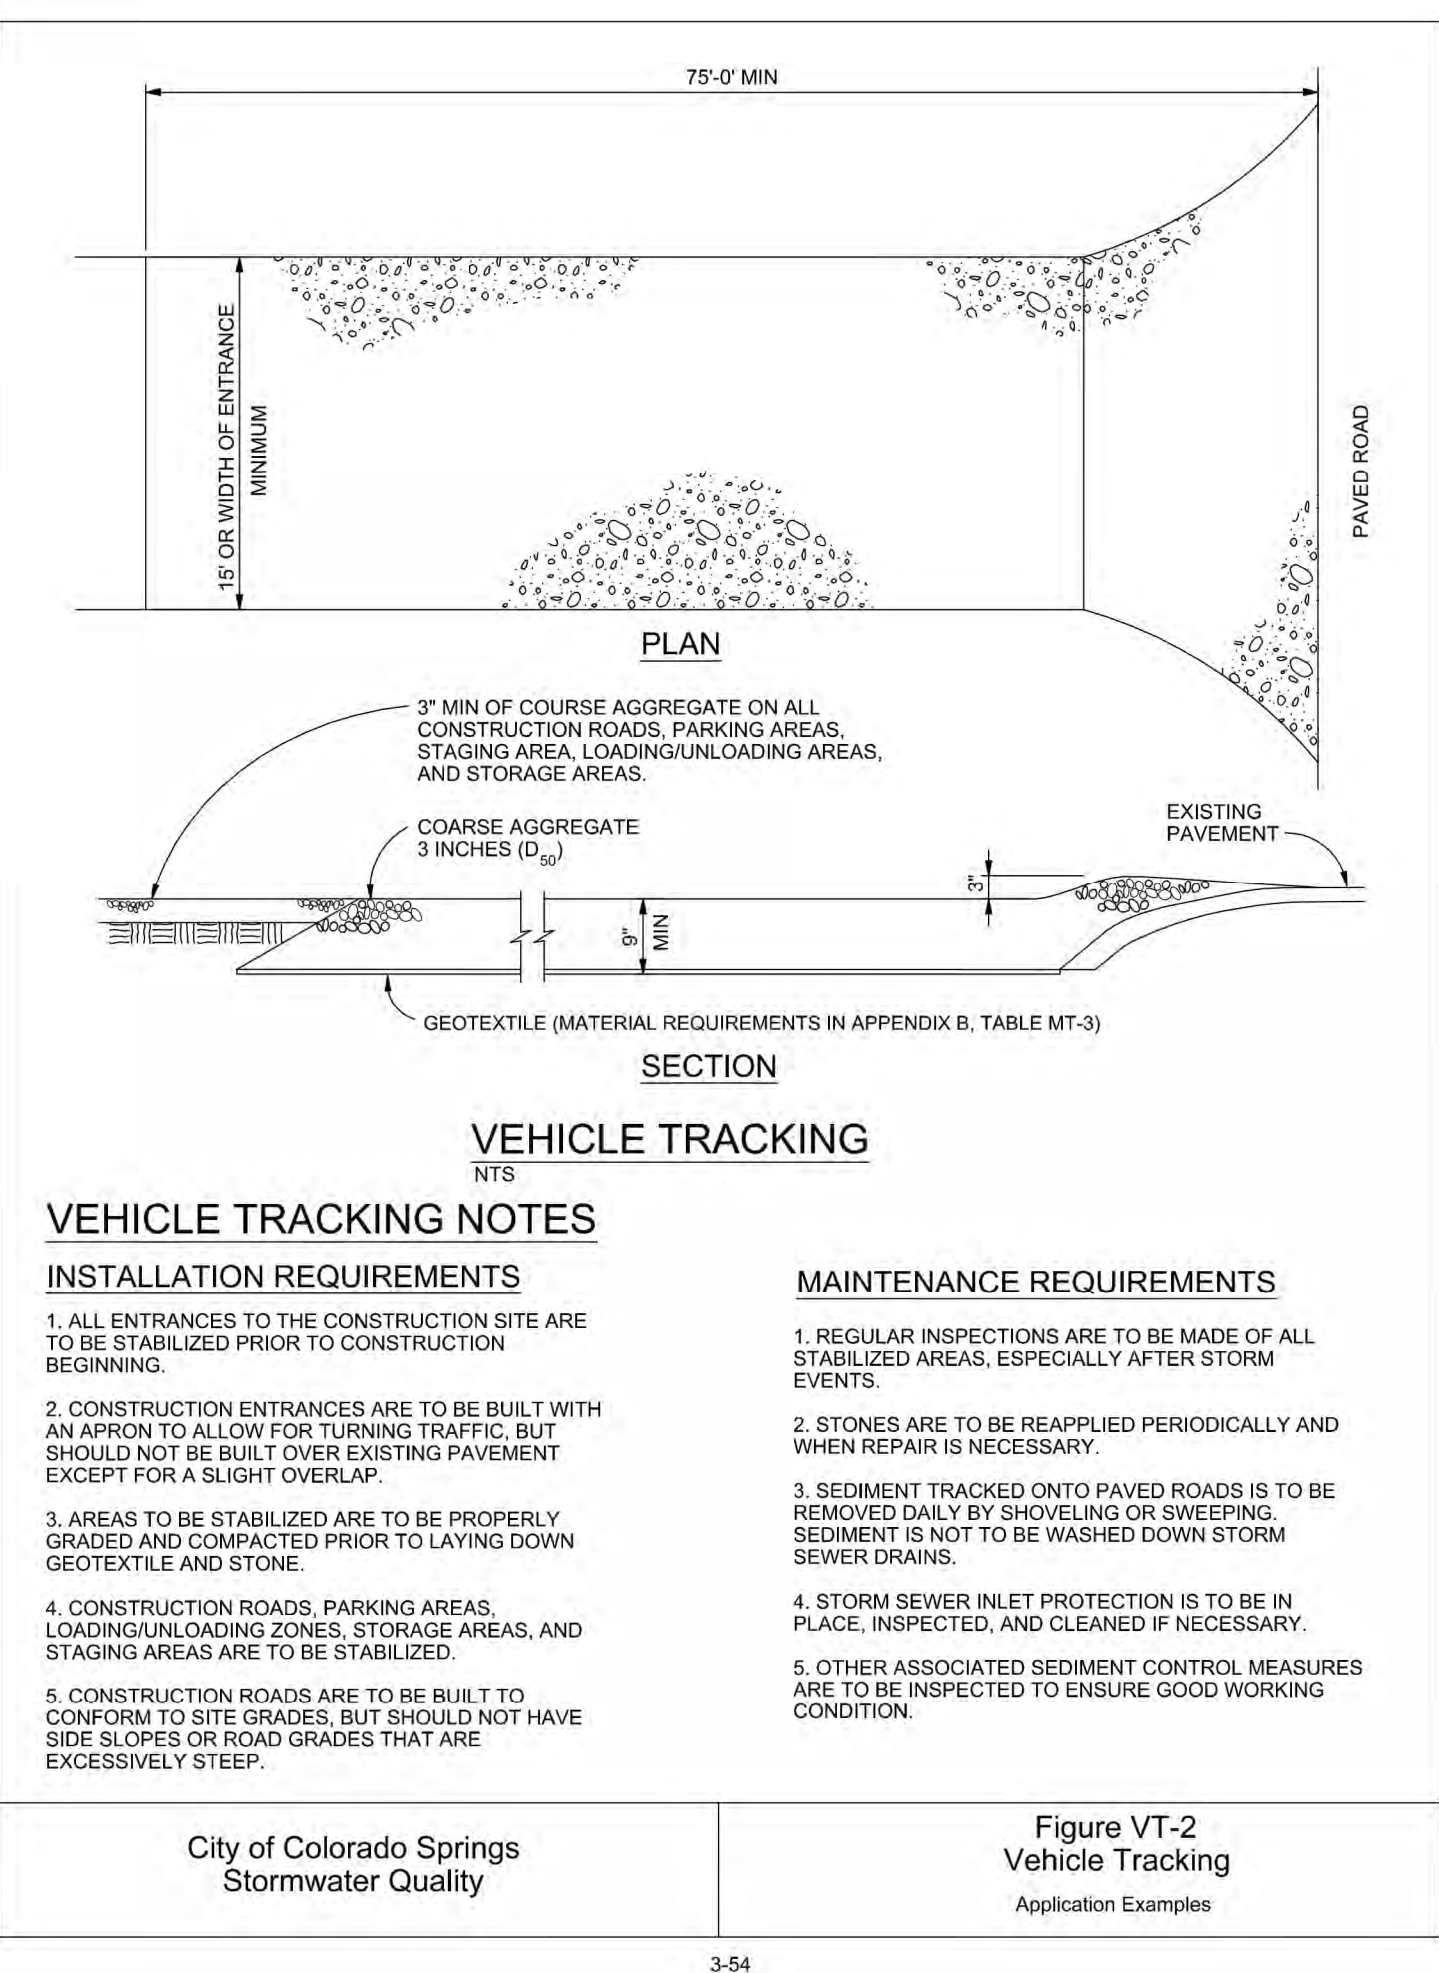 75'-0' MIN
15' OR WIDTH OF ENTRANCE
MINIMUM
PAVED ROAD
PLAN
3" MIN OF COURSE AGGREGATE ON ALL
CONSTRUCTION ROADS, PARKING AREAS,
STAGING AREA, LOADING/UNLOADING AREAS,
AND STORAGE AREAS.
COARSE AGGREGATE
3 INCHES (D50)
EXISTING
PAVEMENT
3"
9"
MIN
GEOTEXTILE (MATERIAL REQUIREMENTS IN APPENDIX B, TABLE MT-3)
SECTION
VEHICLE TRACKING
NTS
VEHICLE TRACKING NOTES
INSTALLATION REQUIREMENTS
1. ALL ENTRANCES TO THE CONSTRUCTION SITE ARE
TO BE STABILIZED PRIOR TO CONSTRUCTION
BEGINNING.
2. CONSTRUCTION ENTRANCES ARE TO BE BUILT WITH
AN APRON TO ALLOW FOR TURNING TRAFFIC, BUT
SHOULD NOT BE BUILT OVER EXISTING PAVEMENT
EXCEPT FOR A SLIGHT OVERLAP.
3. AREAS TO BE STABILIZED ARE TO BE PROPERLY
GRADED AND COMPACTED PRIOR TO LAYING DOWN
GEOTEXTILE AND STONE.
4. CONSTRUCTION ROADS, PARKING AREAS,
LOADING/UNLOADING ZONES, STORAGE AREAS, AND
STAGING AREAS ARE TO BE STABILIZED.
5. CONSTRUCTION ROADS ARE TO BE BUILT TO
CONFORM TO SITE GRADES, BUT SHOULD NOT HAVE
SIDE SLOPES OR ROAD GRADES THAT ARE
EXCESSIVELY STEEP.
MAINTENANCE REQUIREMENTS
1. REGULAR INSPECTIONS ARE TO BE MADE OF ALL
STABILIZED AREAS, ESPECIALLY AFTER STORM
EVENTS.
2. STONES ARE TO BE REAPPLIED PERIODICALLY AND
WHEN REPAIR IS NECESSARY.
3. SEDIMENT TRACKED ONTO PAVED ROADS IS TO BE
REMOVED DAILY BY SHOVELING OR SWEEPING.
SEDIMENT IS NOT TO BE WASHED DOWN STORM
SEWER DRAINS.
4. STORM SEWER INLET PROTECTION IS TO BE IN
PLACE, INSPECTED, AND CLEANED IF NECESSARY.
5. OTHER ASSOCIATED SEDIMENT CONTROL MEASURES
ARE TO BE INSPECTED TO ENSURE GOOD WORKING
CONDITION.
City of Colorado Springs
Stormwater Quality
Figure VT-2
Vehicle Tracking
Application Examples
3-54